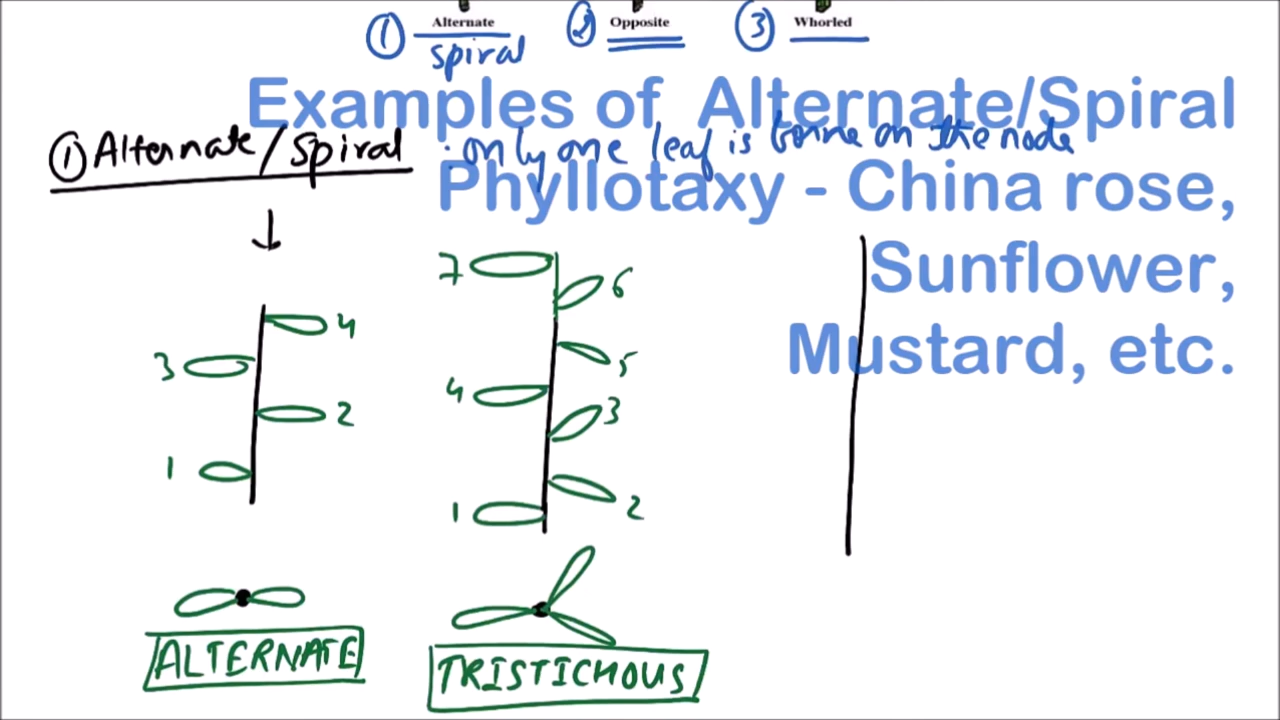 ① Alternate ② Opposite ③ Whorled
spiral
Examples of Alternate/Spiral
① Alternate / Spiral : only one leaf is borne on the node
Phyllotaxy - China rose,
Sunflower,
Mustard, etc.
7
6
4
3
5
4
3
2
1
2
1
ALTERNATE
TRISTICHOUS